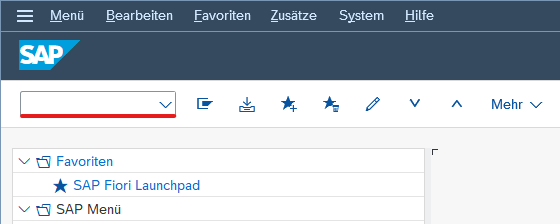 Menü Bearbeiten Favoriten Zusätze System Hilfe
SAP
Mehr
Favoriten
SAP Fiori Launchpad
SAP Menü